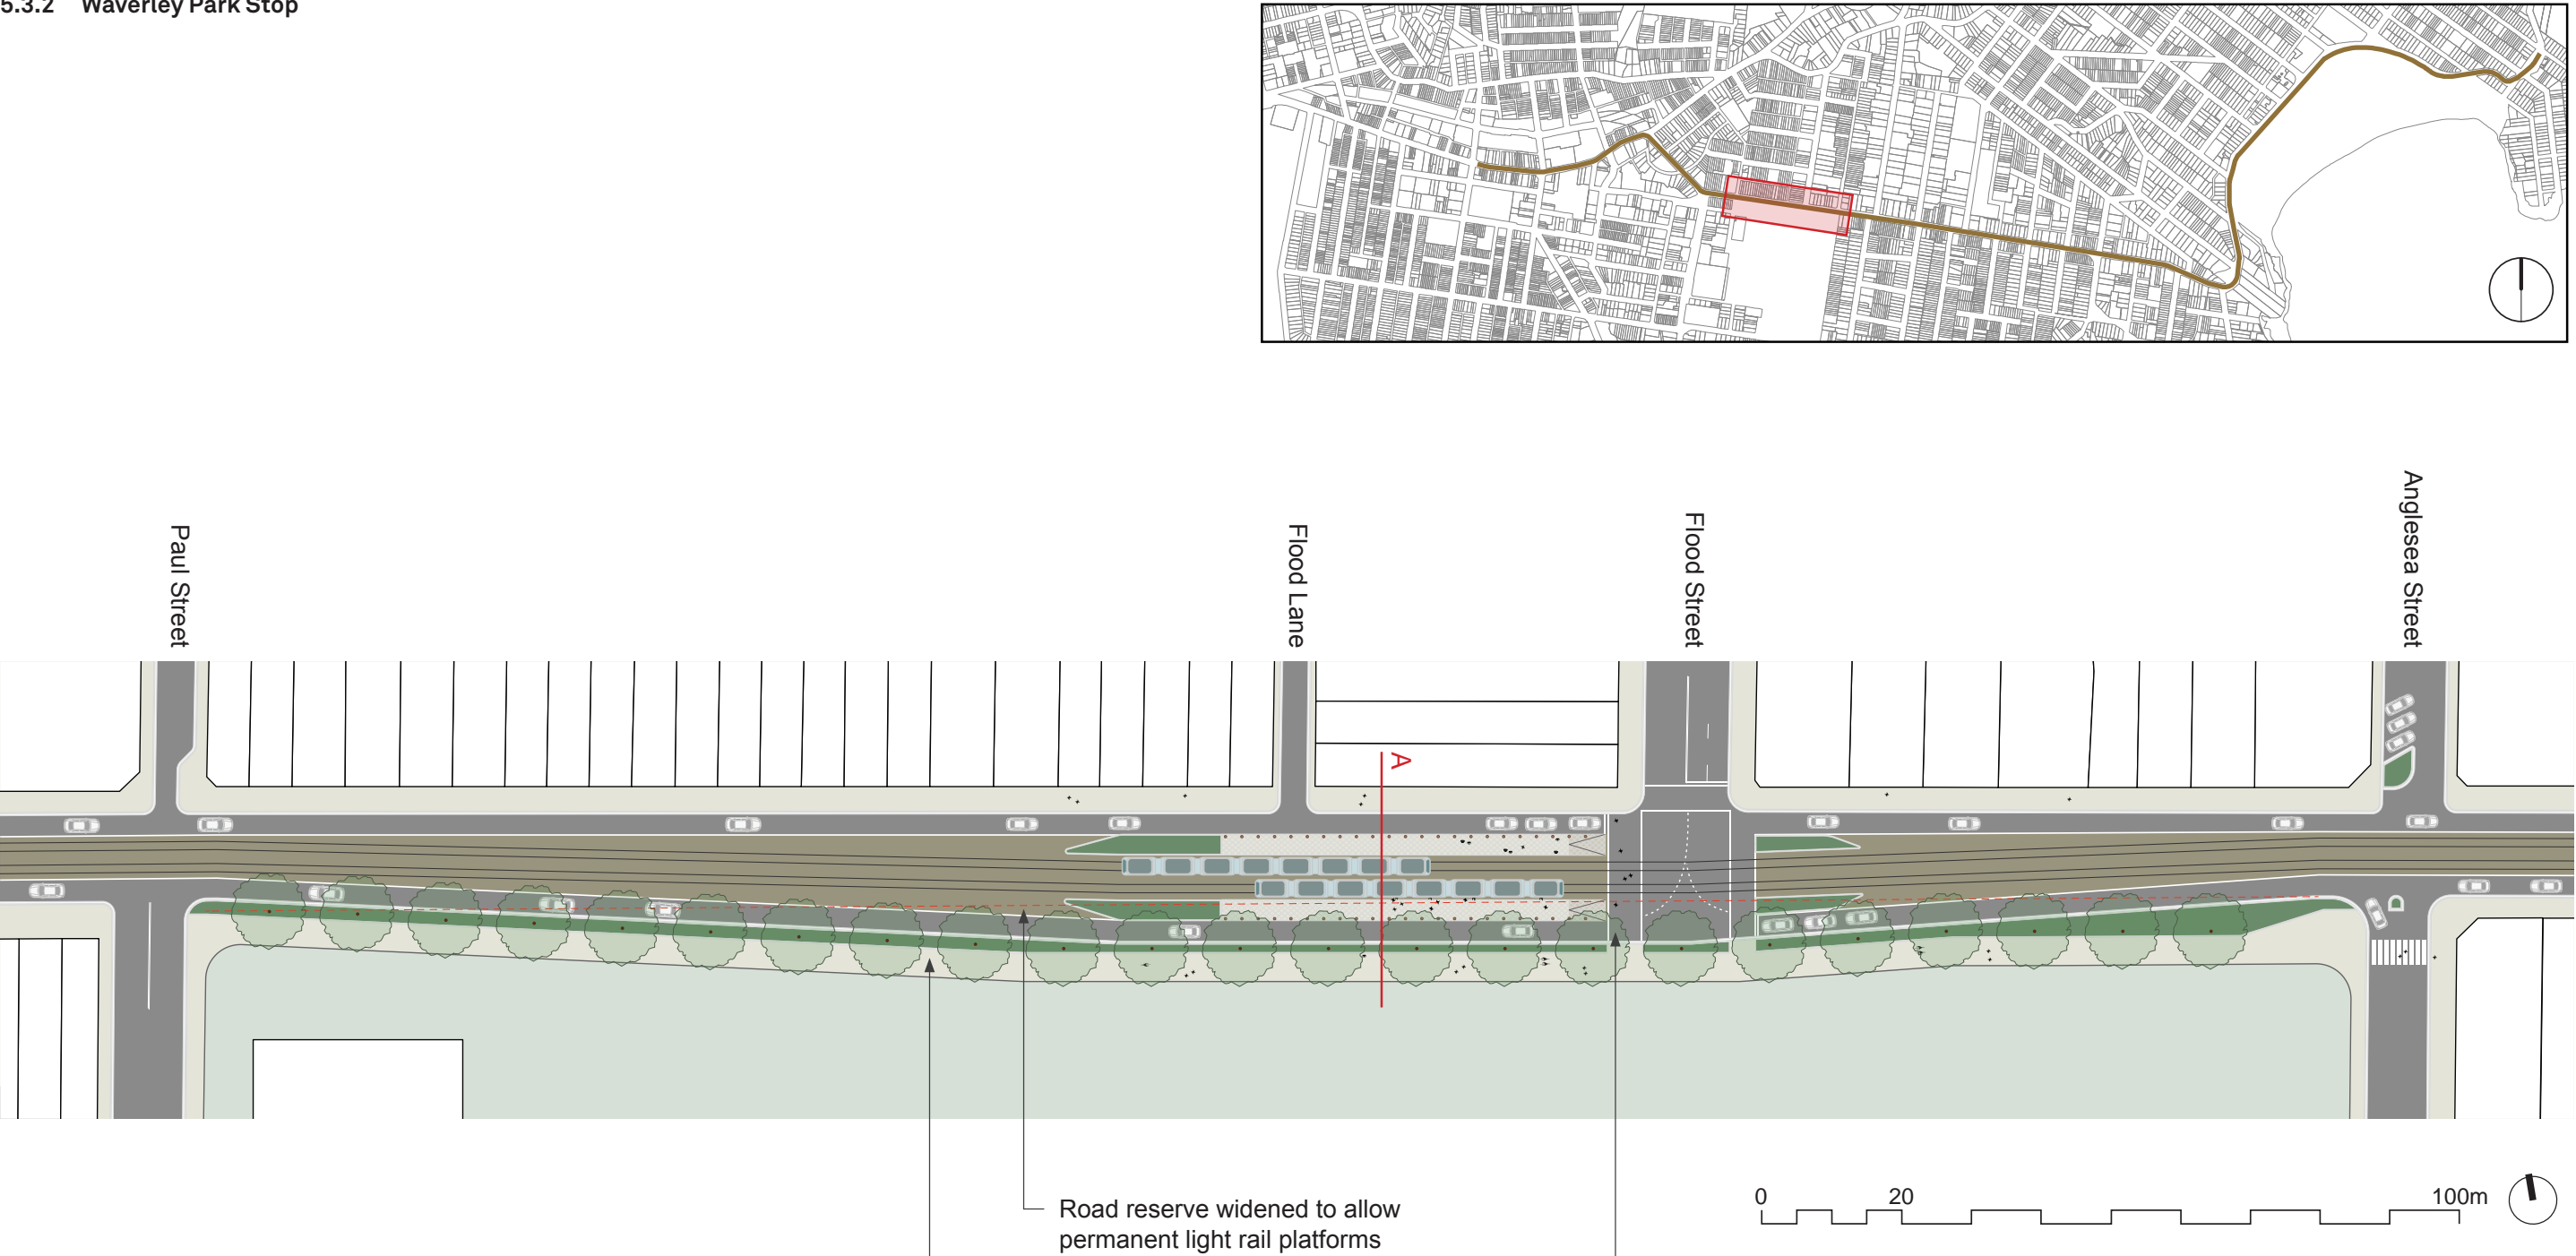 5.3.2 Waverley Park Stop
Paul Street
Flood Lane
Flood Street
Anglesea Street
A
Road reserve widened to allow
permanent light rail platforms
0 20 100m